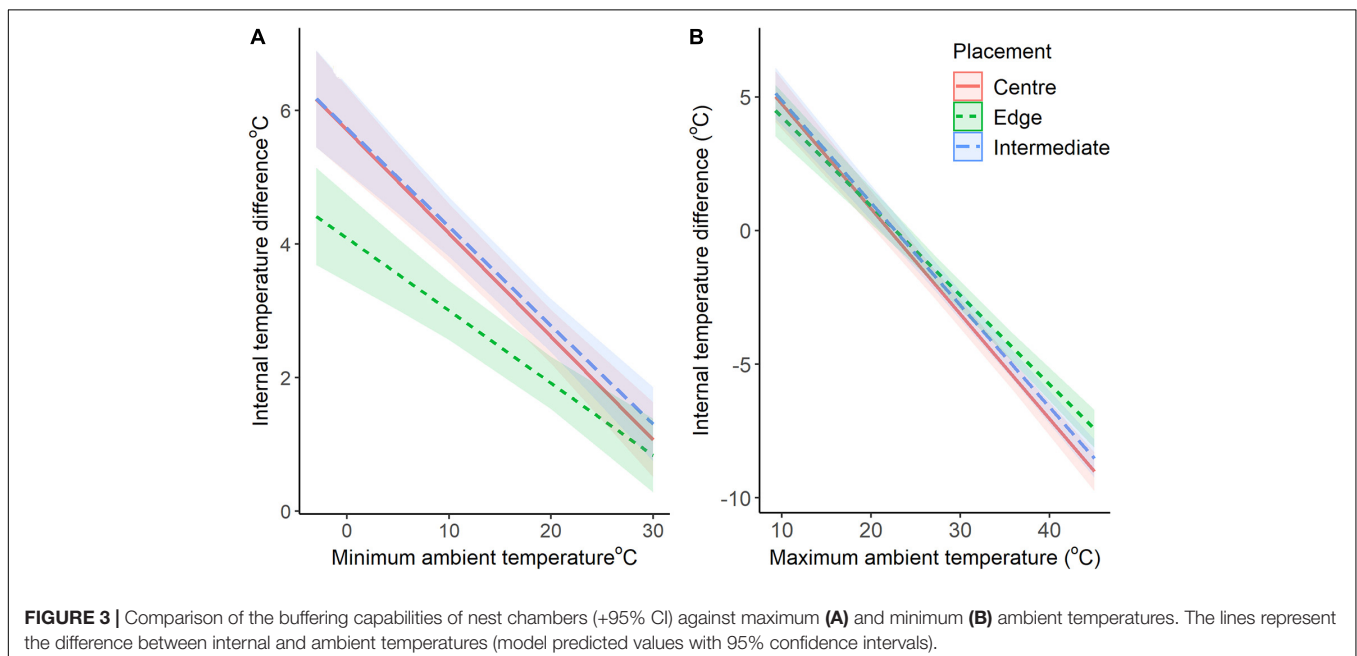 A
B
Internal temperature difference°C
6
4
2
0
0 10 20 30
Minimum ambient temperature°C
Internal temperature difference (°C)
5
0
-5
-10
10 20 30 40
Maximum ambient temperature (°C)
Placement
Centre
Edge
Intermediate
FIGURE 3 | Comparison of the buffering capabilities of nest chambers (+95% CI) against maximum (A) and minimum (B) ambient temperatures. The lines represent
the difference between internal and ambient temperatures (model predicted values with 95% confidence intervals).